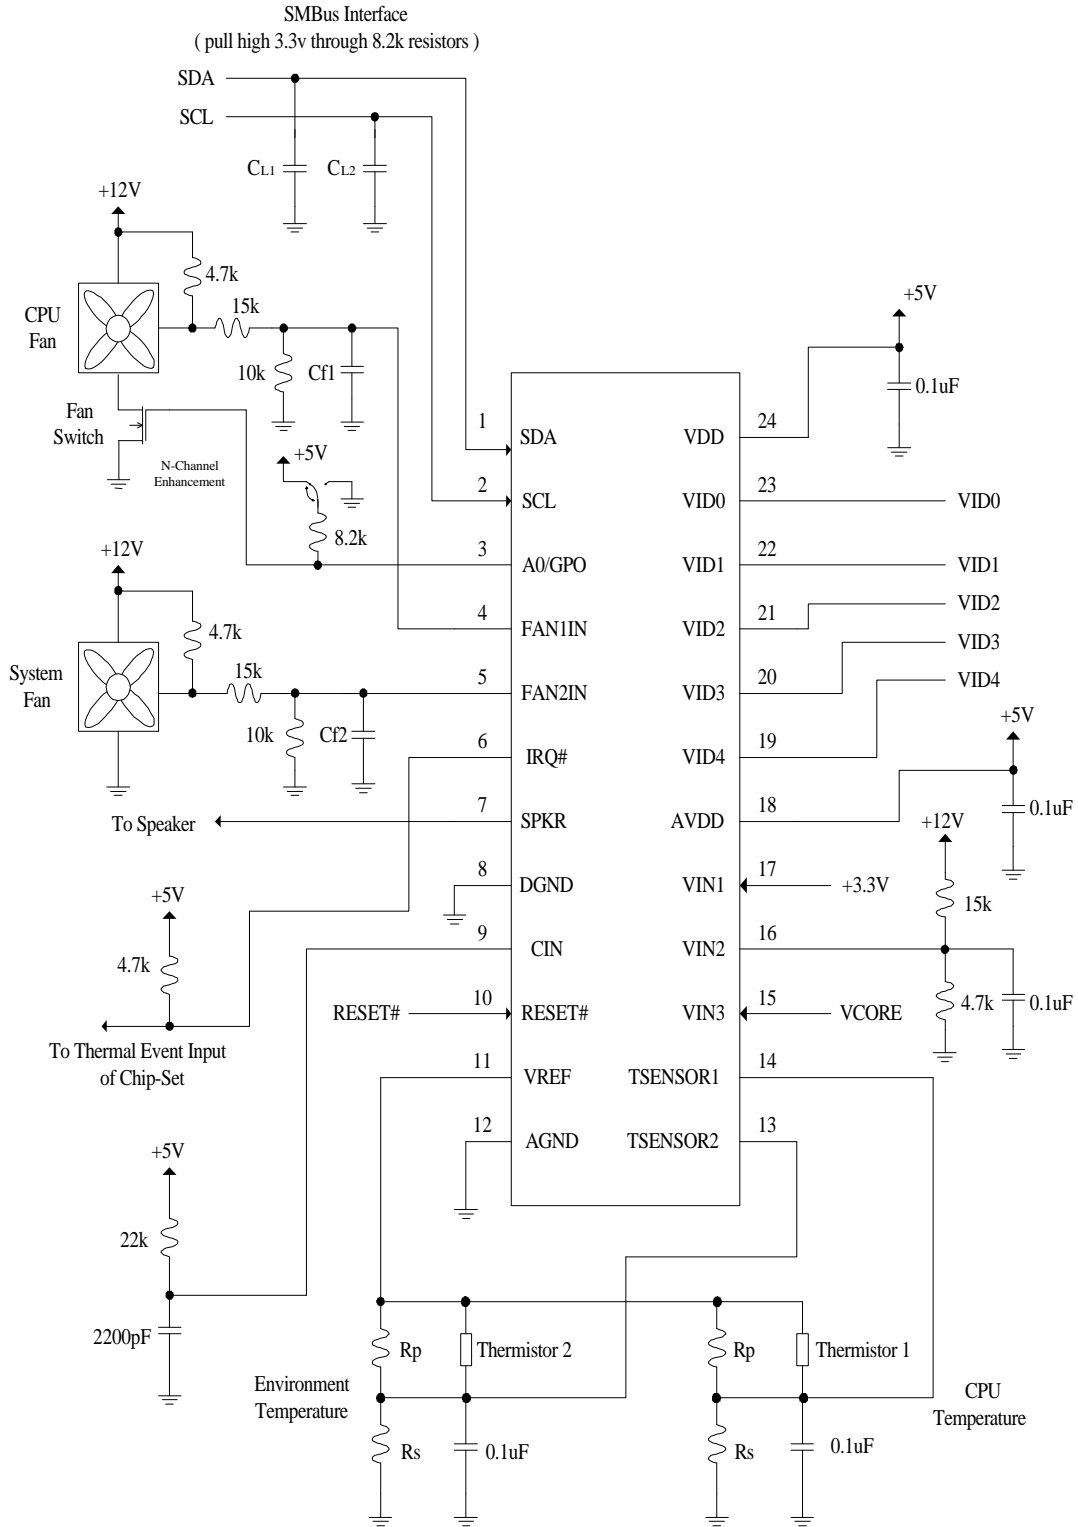 SMBus Interface
( pull high 3.3v through 8.2k resistors )
SDA
SCL
CL1
CL2
+12V
4.7k
15k
CPU
Fan
10k
Cf1
+5V
0.1uF
Fan
Switch
N-Channel
Enhancement
+5V
8.2k
1
SDA
2
SCL
3
A0/GPO
4
FAN1IN
5
FAN2IN
6
IRQ#
7
SPKR
8
DGND
9
CIN
10
RESET#
11
VREF
12
AGND
24
VDD
23
VID0
VID0
22
VID1
VID1
21
VID2
VID2
20
VID3
VID3
19
VID4
VID4
18
AVDD
17
VIN1
+3.3V
16
VIN2
15
VIN3
VCORE
14
TSENSOR1
13
TSENSOR2
+12V
4.7k
15k
System
Fan
10k
Cf2
+5V
0.1uF
To Speaker
+12V
15k
4.7k
0.1uF
+5V
4.7k
RESET#
To Thermal Event Input
of Chip-Set
+5V
22k
2200pF
Rp
Thermistor 2
Rp
Thermistor 1
Environment
Temperature
CPU
Temperature
Rs
0.1uF
Rs
0.1uF